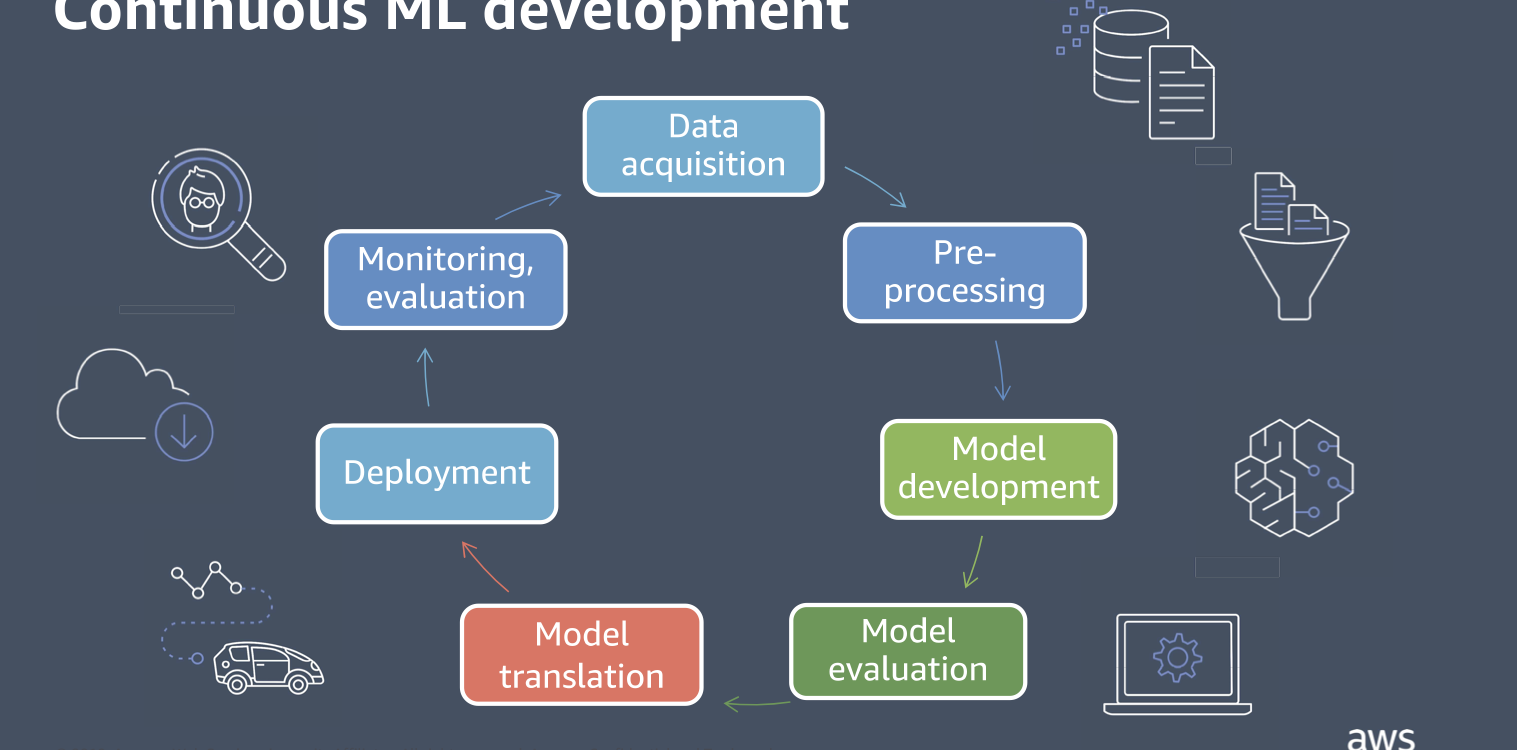 Continuous ML development
Data
acquisition
Pre-
processing
Model
development
Model
evaluation
Model
translation
Deployment
Monitoring,
evaluation
aws